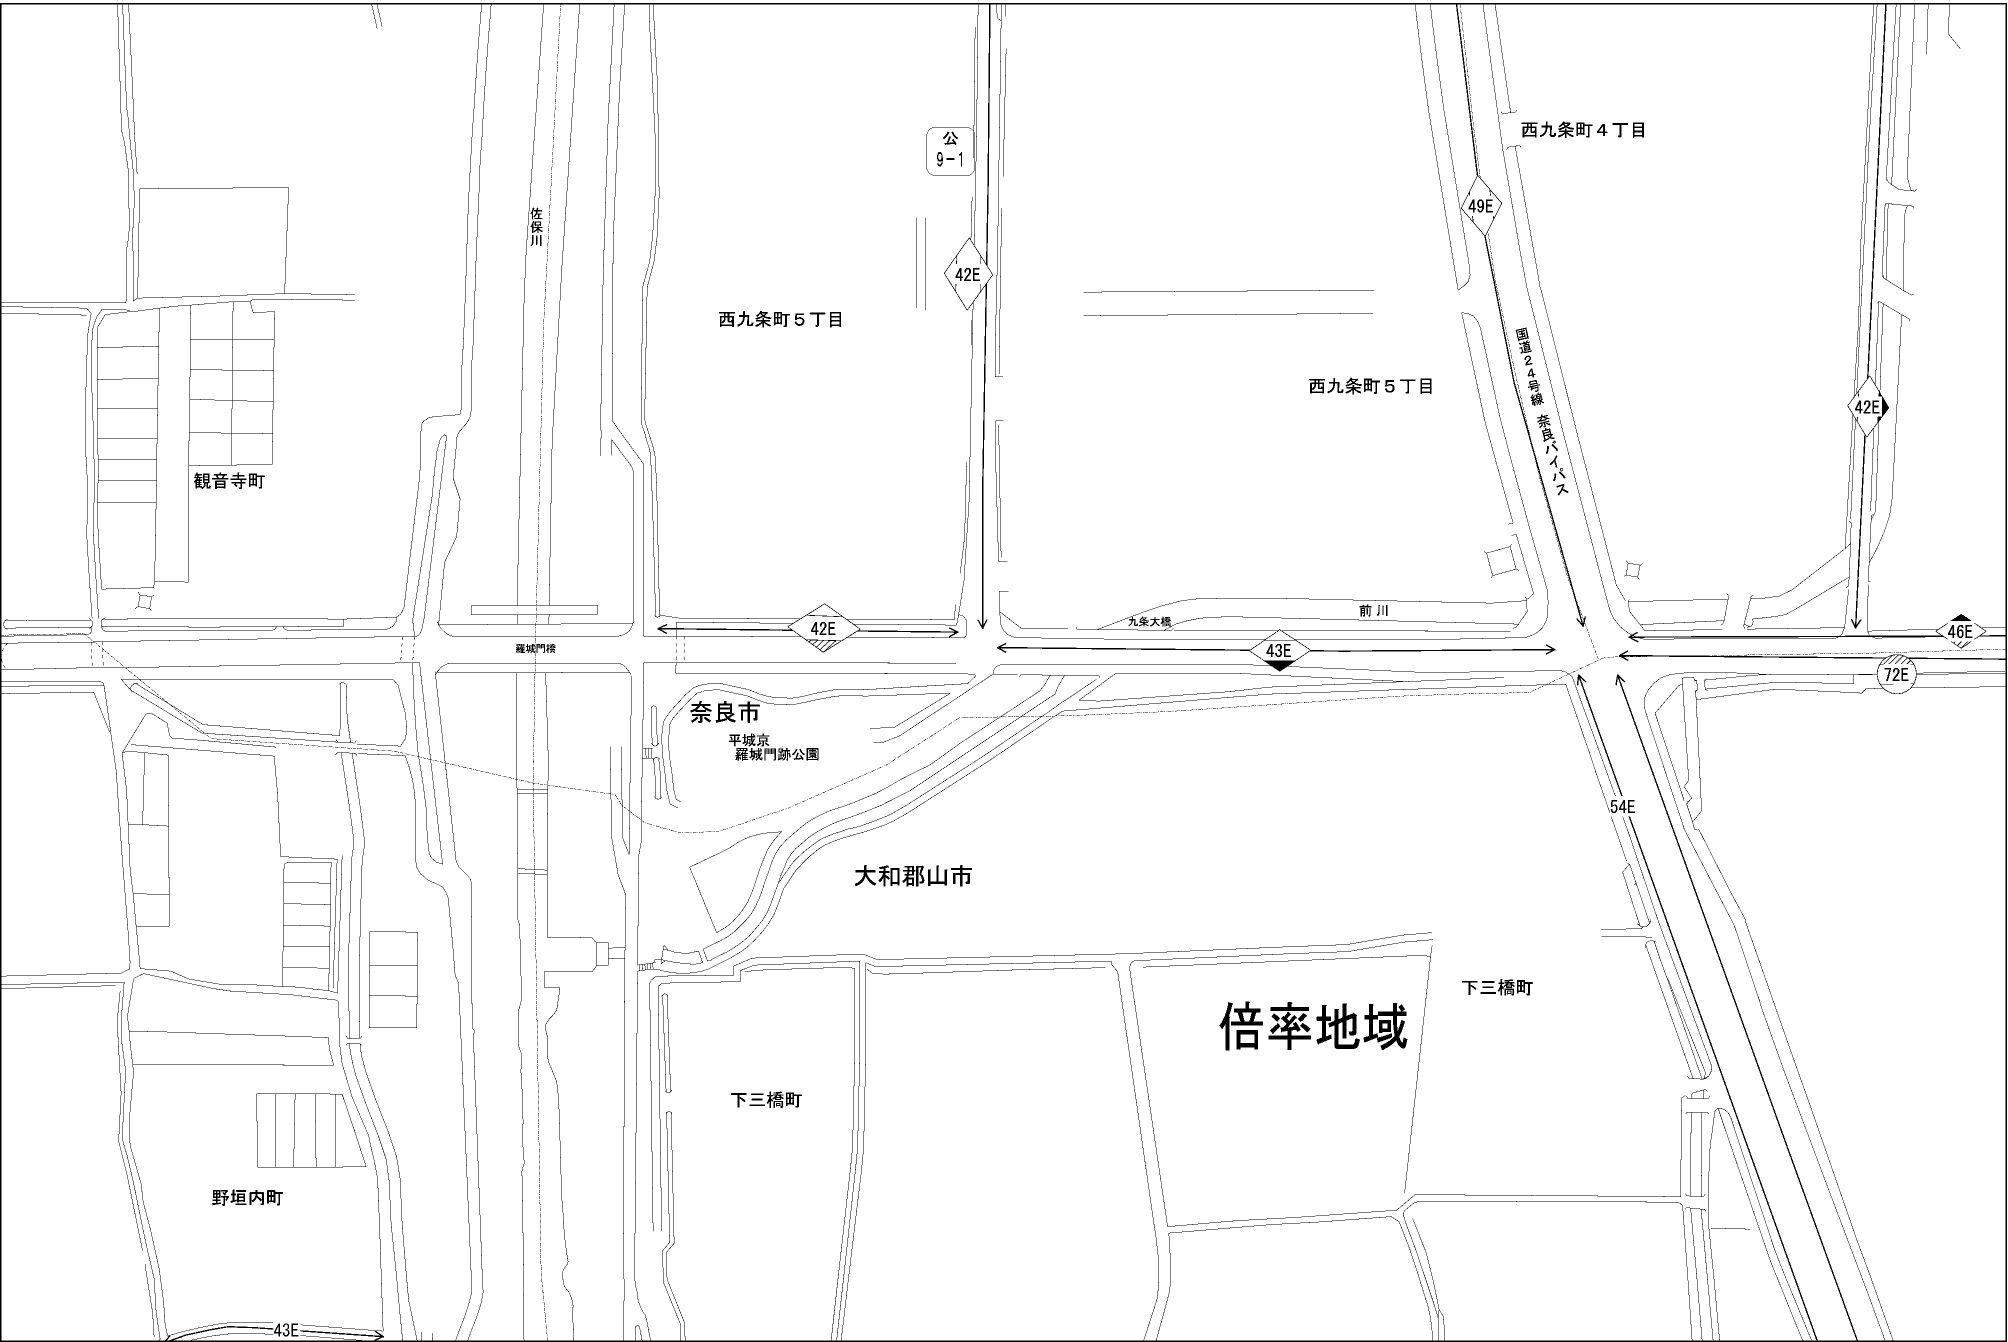 西九条町４丁目
公
9-1
49E
佐保川
42E
西九条町５丁目
国道２４号線 奈良バイパス
西九条町５丁目
42E
観音寺町
前川
九条大橋
42E
46E
羅城門橋
43E
72E
奈良市
平城京
羅城門跡公園
54E
大和郡山市
下三橋町
倍率地域
下三橋町
野垣内町
43E